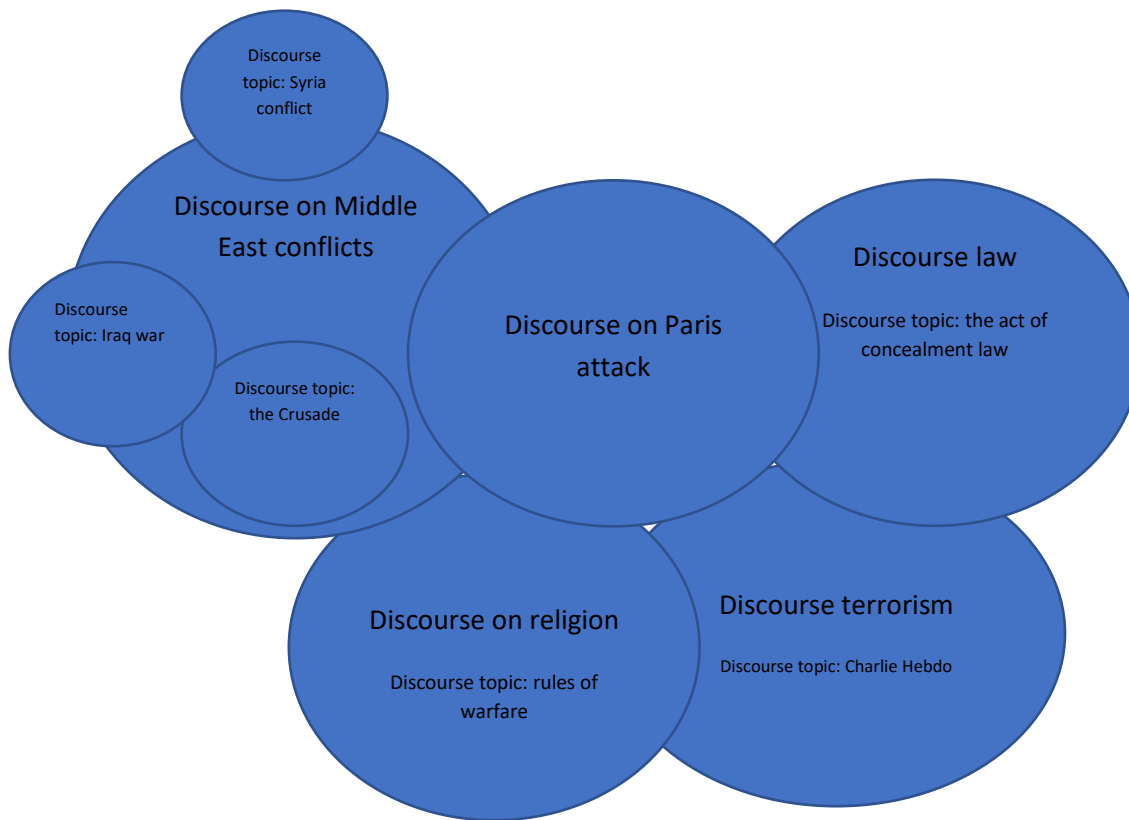 Discourse
topic: Syria
conflict
Discourse on Middle
East conflicts
Discourse
topic: Iraq war
Discourse topic:
the Crusade
Discourse on Paris
attack
Discourse law
Discourse topic: the act of
concealment law
Discourse on religion
Discourse topic: rules of
warfare
Discourse terrorism
Discourse topic: Charlie Hebdo